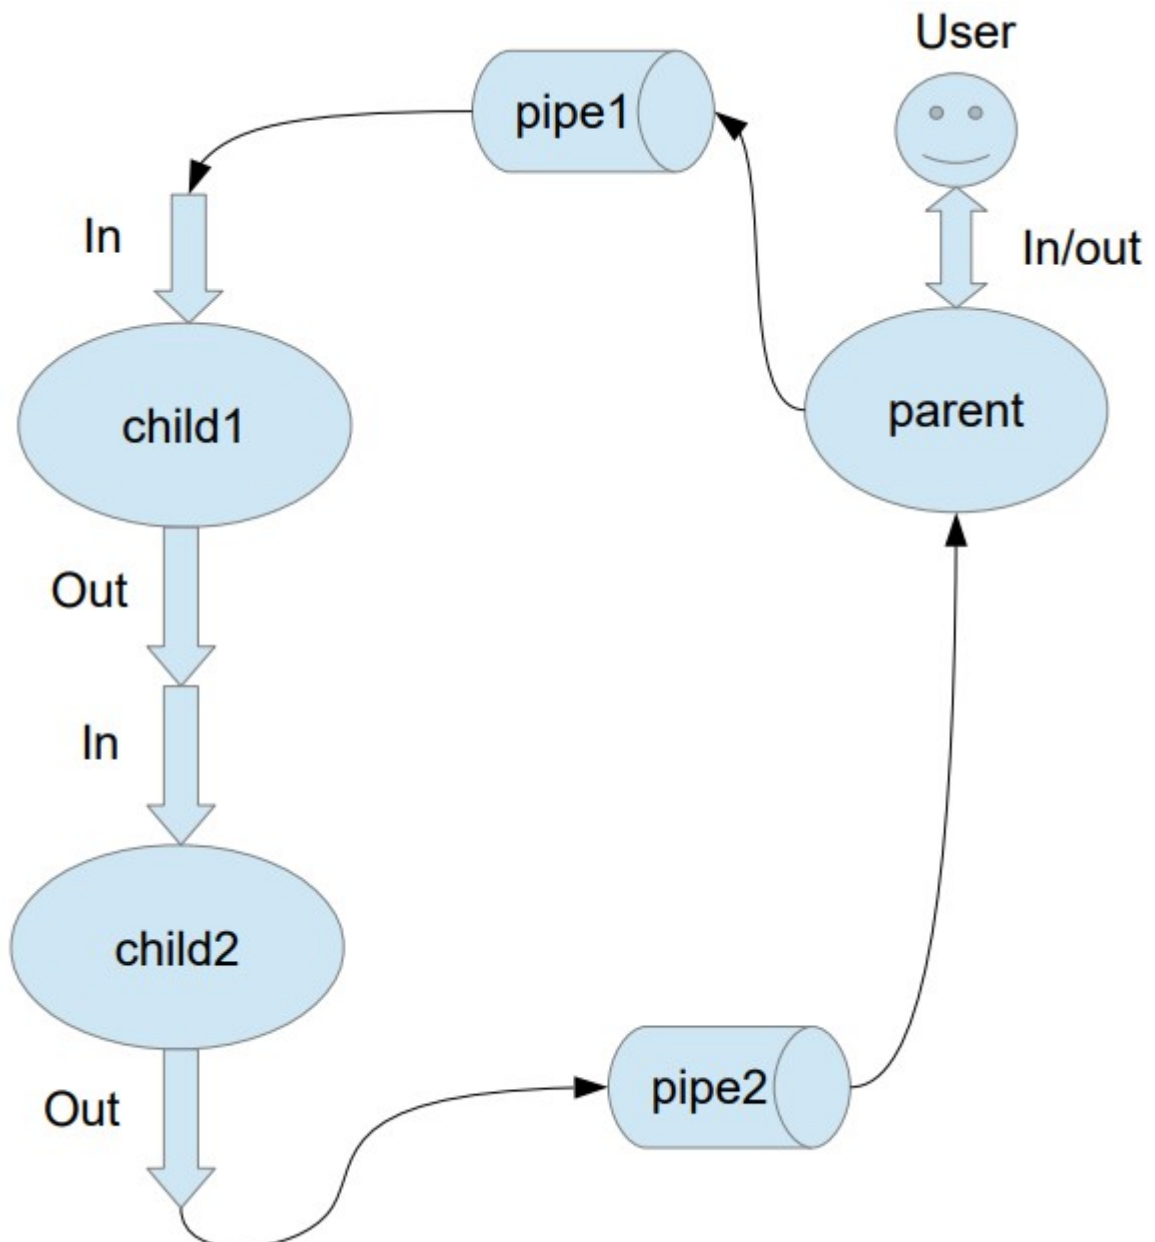 User
pipe1
In
In/out
child1
parent
Out
In
child2
pipe2
Out